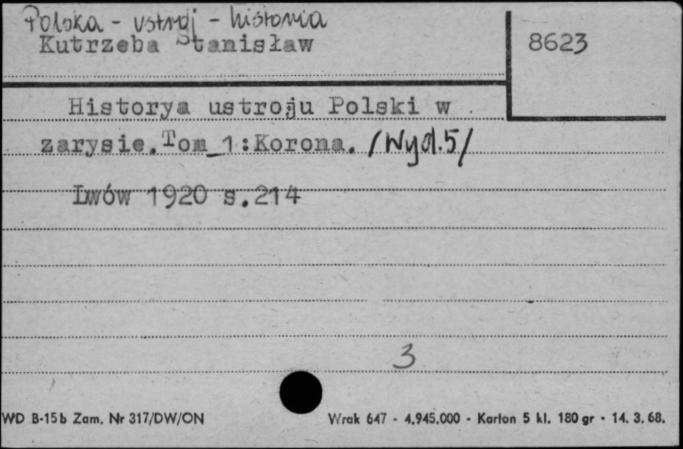 Polska - ustrój - historia
Kutrzeba Stanisław
8623
Historya ustroju Polski w
zarysie. Tom 1: Korona. /Wyd.5/
Lwów 1920 s.214
3
WD B-15b Zam. Nr 317/DW/ON
Wrak 647 - 4.945.000 - Karton 5 kl. 180 gr - 14. 3. 68.